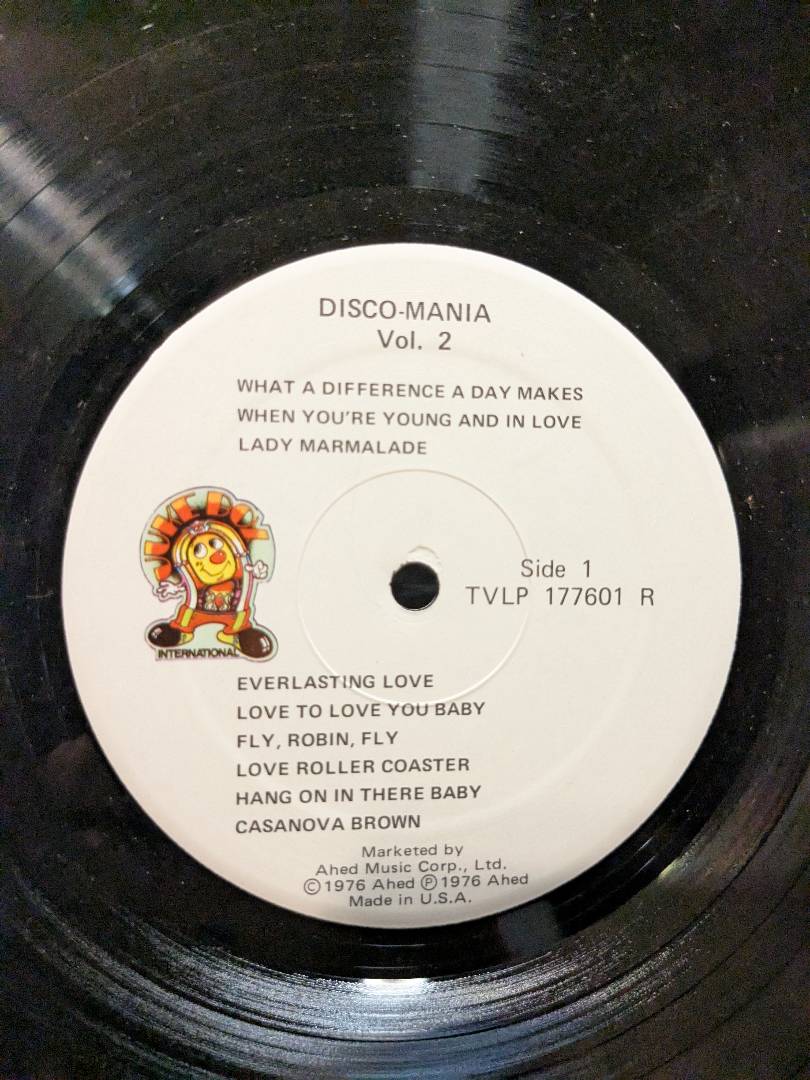 DISCO-MANIA
Vol. 2
WHAT A DIFFERENCE A DAY MAKES
WHEN YOU'RE YOUNG AND IN LOVE
LADY MARMALADE
JUKE BOX
INTERNATIONAL
Side 1
TVLP 177601 R
EVERLASTING LOVE
LOVE TO LOVE YOU BABY
FLY, ROBIN, FLY
LOVE ROLLER COASTER
HANG ON IN THERE BABY
CASANOVA BROWN
Marketed by
Ahed Music Corp., Ltd.
©1976 Ahed ℗1976 Ahed
Made in U.S.A.